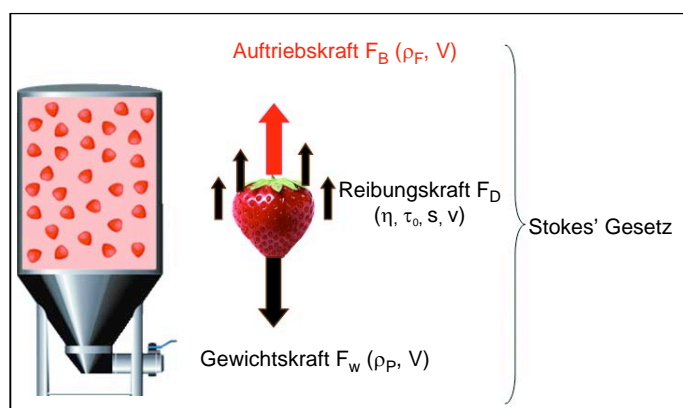 Auftriebskraft F_B (ρ_F, V)
Reibungskraft F_D
(η, τ₀, s, v)
Stokes’ Gesetz
Gewichtskraft F_w (ρ_P, V)